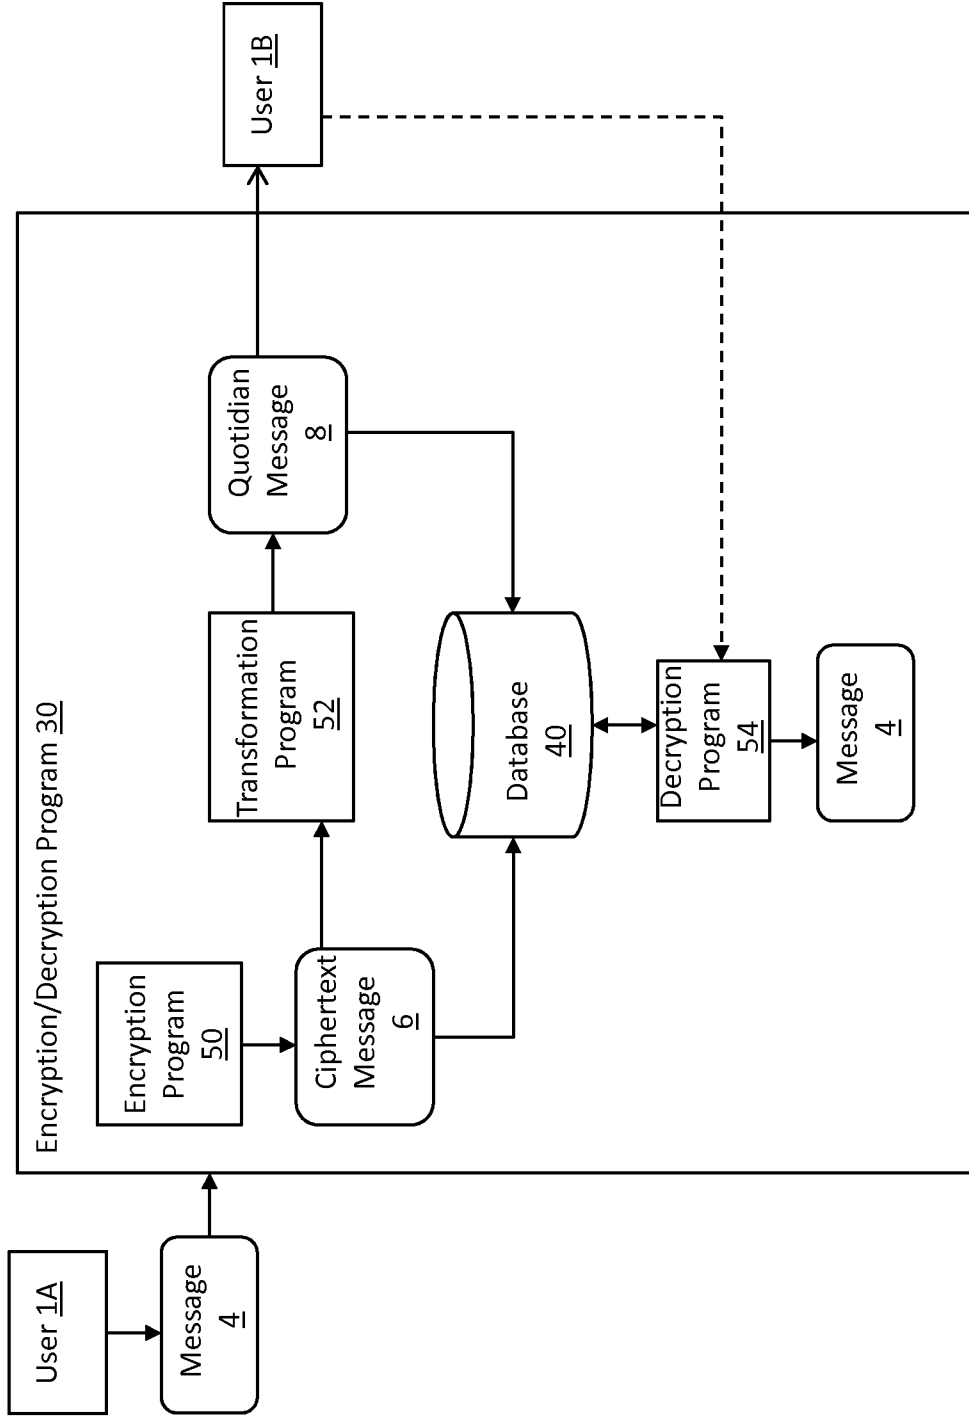 User 1A
Message
4
Encryption/Decryption Program 30
Encryption
Program
50
Ciphertext
Message
6
Transformation
Program
52
Quotidian
Message
8
User 1B
Database
40
Decryption
Program
54
Message
4